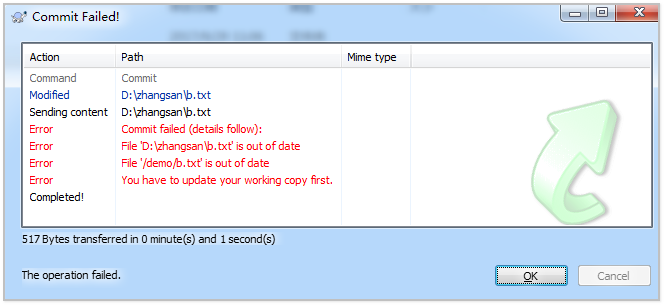 Commit Failed!
Action Path Mime type
Command Commit
Modified D:\zhangsan\b.txt
Sending content D:\zhangsan\b.txt
Error Commit failed (details follow):
Error File 'D:\zhangsan\b.txt' is out of date
Error File '/demo/b.txt' is out of date
Error You have to update your working copy first.
Completed!
517 Bytes transferred in 0 minute(s) and 1 second(s)
The operation failed.
OK Cancel